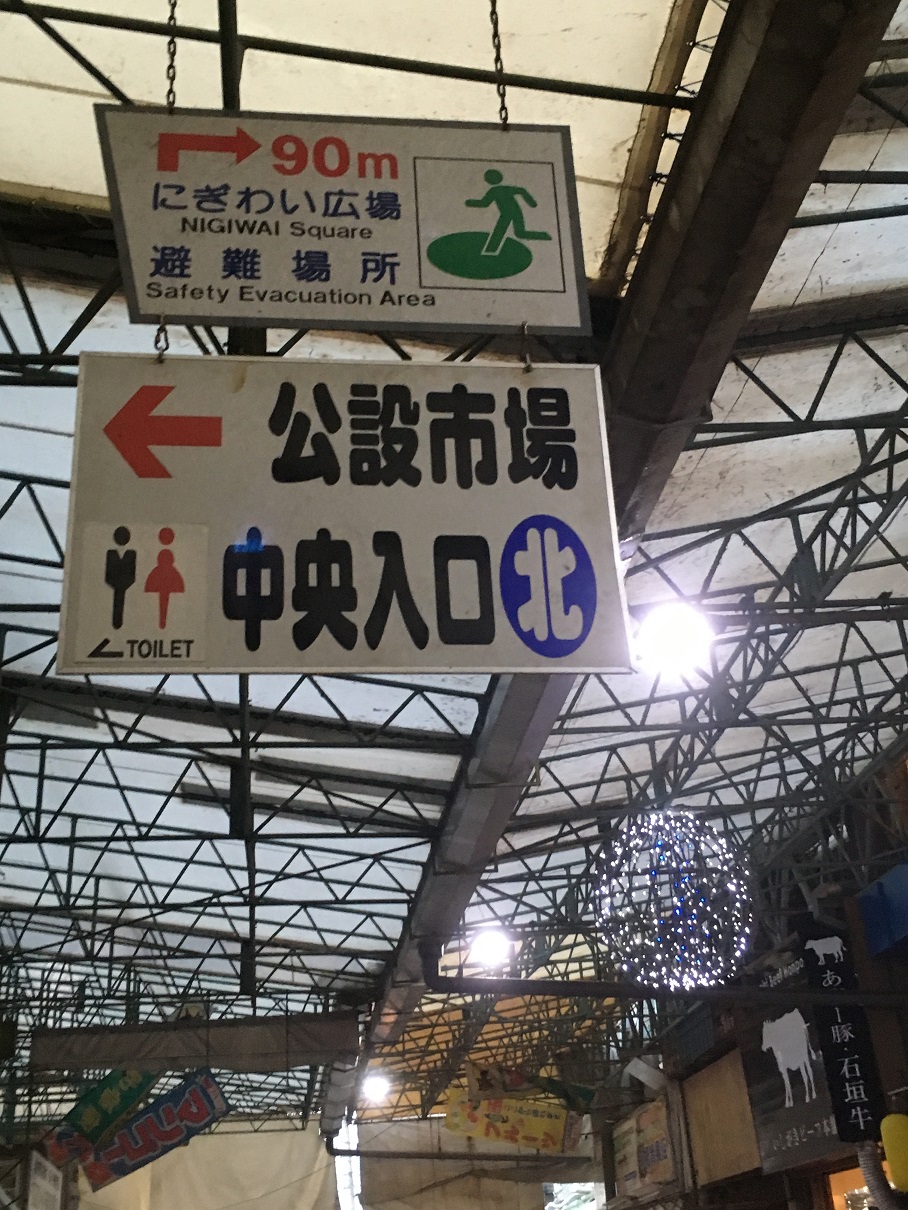 90m
にぎわい広場
NIGIWAI Square
避難場所
Safety Evacuation Area
公設市場
中央入口 北
TOILET
豚・石垣牛